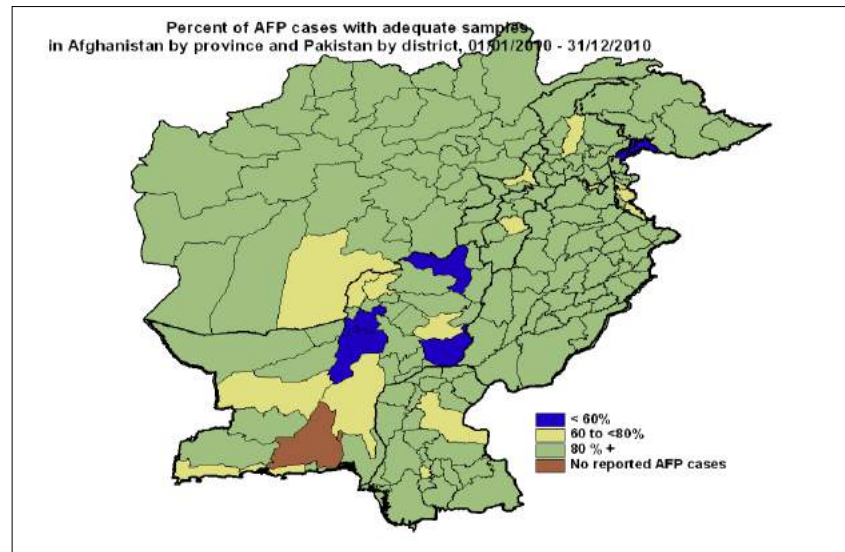 Percent of AFP cases with adequate samples
in Afghanistan by province and Pakistan by district, 01/01/2010 - 31/12/2010
< 60%
60 to <80%
80 % +
No reported AFP cases